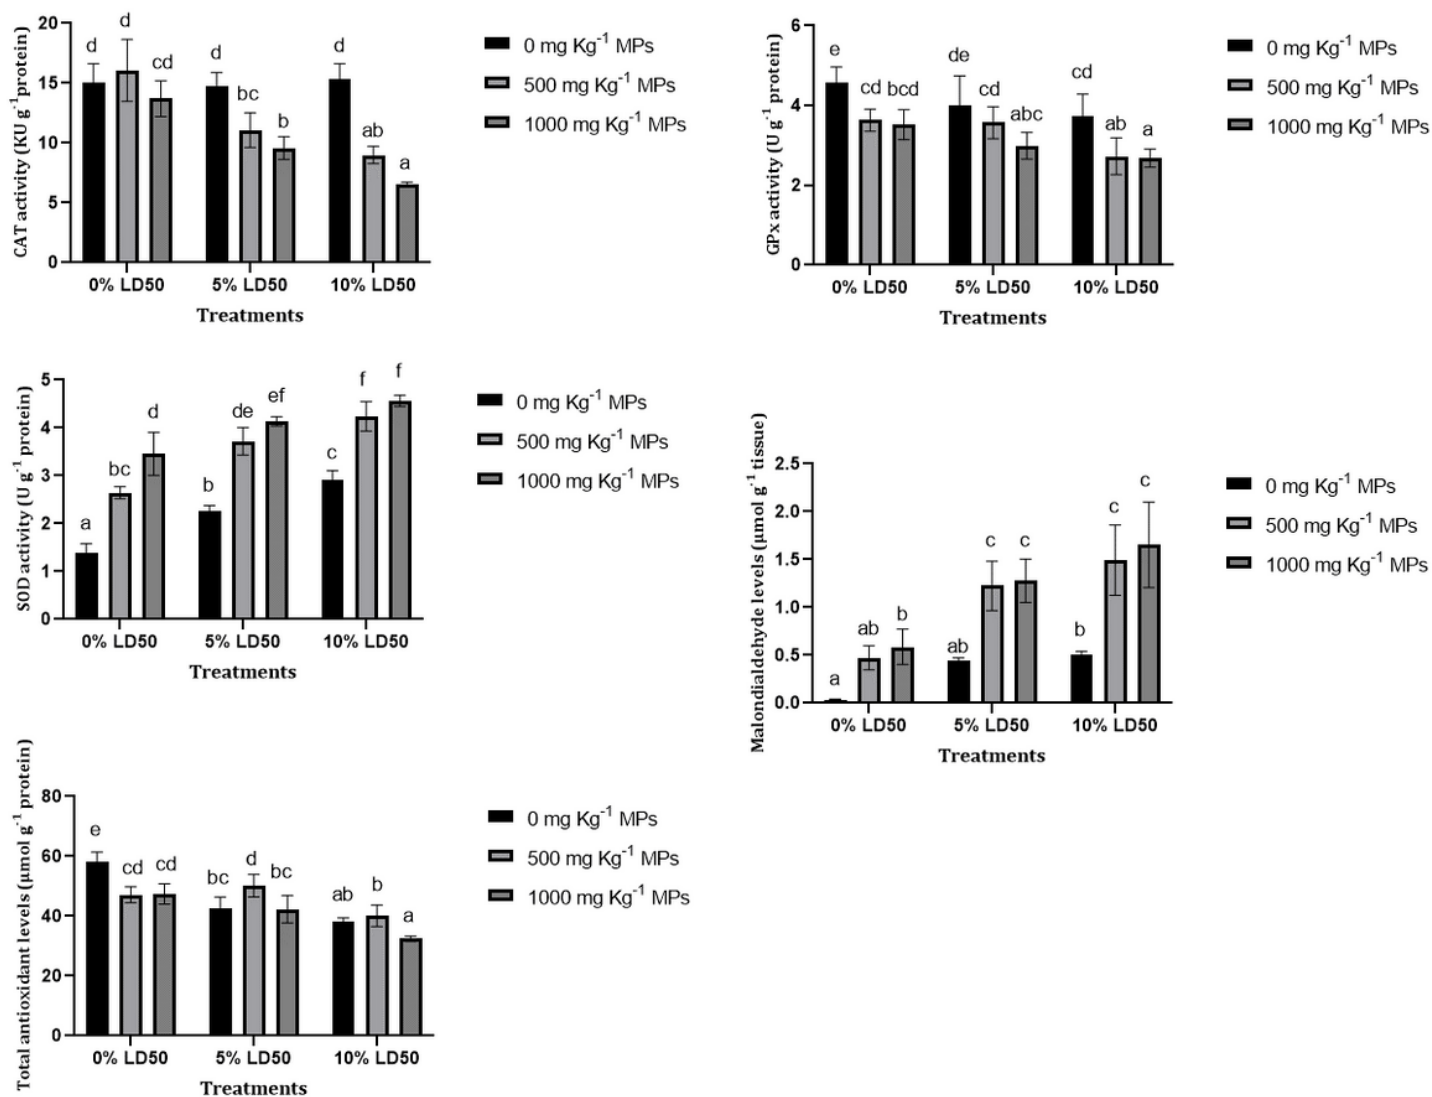 CAT activity (KU g⁻¹protein)
20
15
10
5
0
d
d
cd
d
bc
b
d
ab
a
0% LD50
5% LD50
10% LD50
Treatments
0 mg Kg⁻¹ MPs
500 mg Kg⁻¹ MPs
1000 mg Kg⁻¹ MPs
GPx activity (U g⁻¹ protein)
6
4
2
0
e
cd
bcd
de
cd
abc
cd
ab
a
0% LD50
5% LD50
10% LD50
Treatments
0 mg Kg⁻¹ MPs
500 mg Kg⁻¹ MPs
1000 mg Kg⁻¹ MPs
SOD activity (U g⁻¹ protein)
5
4
3
2
1
0
a
bc
d
b
de
ef
c
f
f
0% LD50
5% LD50
10% LD50
Treatments
0 mg Kg⁻¹ MPs
500 mg Kg⁻¹ MPs
1000 mg Kg⁻¹ MPs
Malondialdehyde levels (µmol g⁻¹ tissue)
2.5
2.0
1.5
1.0
0.5
0.0
a
ab
b
ab
c
c
b
c
c
0% LD50
5% LD50
10% LD50
Treatments
0 mg Kg⁻¹ MPs
500 mg Kg⁻¹ MPs
1000 mg Kg⁻¹ MPs
Total antioxidant levels (µmol g⁻¹ protein)
80
60
40
20
0
e
cd
cd
bc
d
bc
ab
b
a
0% LD50
5% LD50
10% LD50
Treatments
0 mg Kg⁻¹ MPs
500 mg Kg⁻¹ MPs
1000 mg Kg⁻¹ MPs